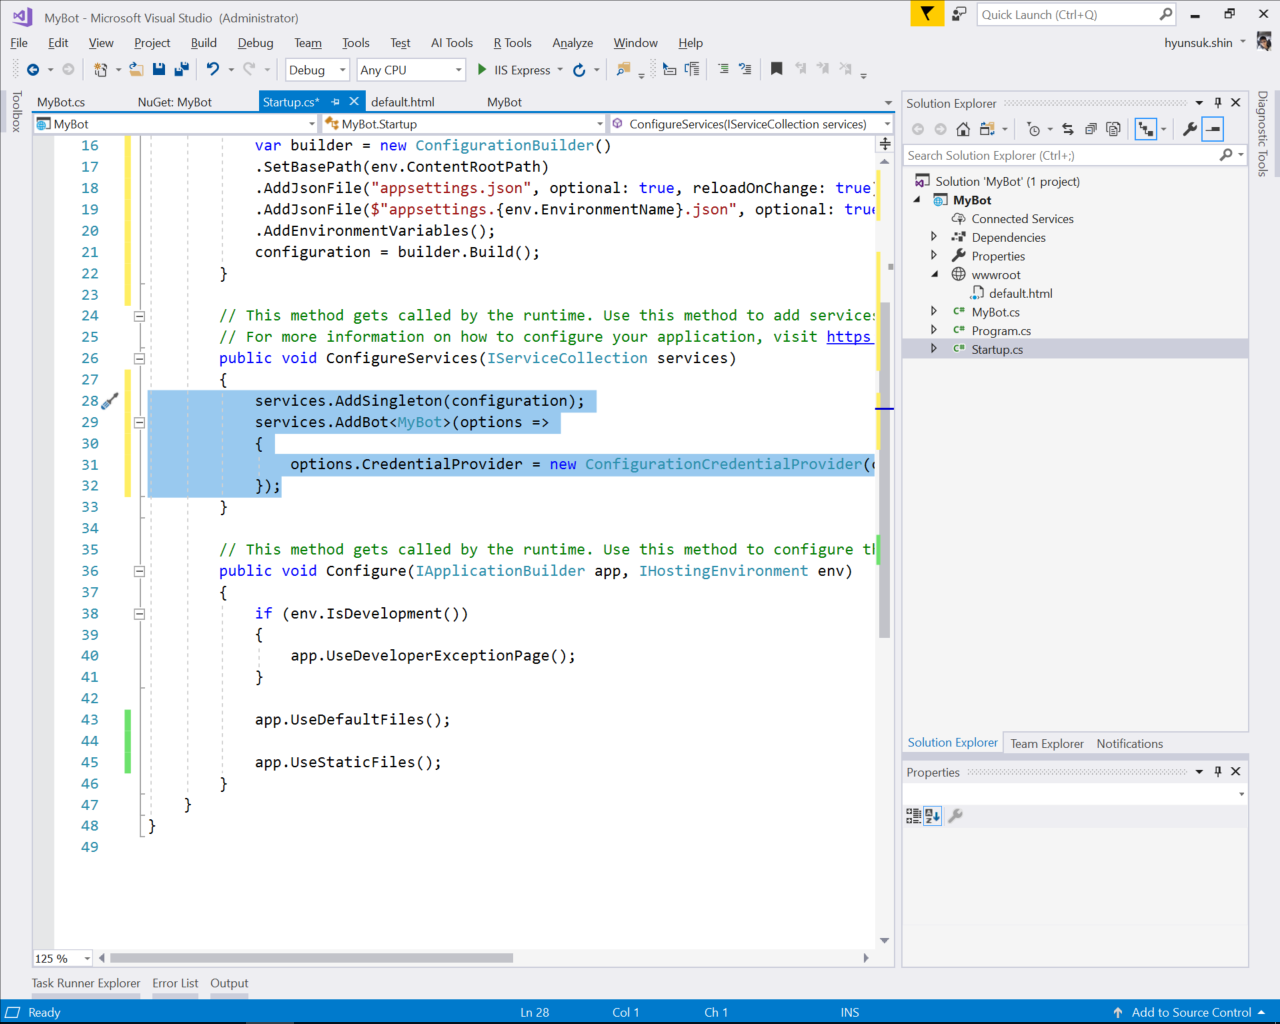 MyBot - Microsoft Visual Studio  (Administrator)
Quick Launch (Ctrl+Q)
File Edit View Project Build Debug Team Tools Test AI Tools R Tools Analyze Window Help
hyunsuk.shin
Debug Any CPU IIS Express
Toolbox
MyBot.cs NuGet: MyBot Startup.cs* default.html MyBot
MyBot MyBot.Startup ConfigureServices(IServiceCollection services)
16 var builder = new ConfigurationBuilder()
17 .SetBasePath(env.ContentRootPath)
18 .AddJsonFile("appsettings.json", optional: true, reloadOnChange: true
19 .AddJsonFile($"appsettings.{env.EnvironmentName}.json", optional: true
20 .AddEnvironmentVariables();
21 configuration = builder.Build();
22 }
23
24 // This method gets called by the runtime. Use this method to add services
25 // For more information on how to configure your application, visit https
26 public void ConfigureServices(IServiceCollection services)
27 {
28 services.AddSingleton(configuration);
29 services.AddBot<MyBot>(options =>
30 {
31 options.CredentialProvider = new ConfigurationCredentialProvider(c
32 });
33 }
34
35 // This method gets called by the runtime. Use this method to configure th
36 public void Configure(IApplicationBuilder app, IHostingEnvironment env)
37 {
38 if (env.IsDevelopment())
39 {
40 app.UseDeveloperExceptionPage();
41 }
42
43 app.UseDefaultFiles();
44
45 app.UseStaticFiles();
46 }
47 }
48 }
49
125 %
Solution Explorer
Search Solution Explorer (Ctrl+;)
Solution 'MyBot' (1 project)
MyBot
Connected Services
Dependencies
Properties
wwwroot
default.html
C# MyBot.cs
C# Program.cs
C# Startup.cs
Solution Explorer Team Explorer Notifications
Properties
Diagnostic Tools
Task Runner Explorer Error List Output
Ready Ln 28 Col 1 Ch 1 INS Add to Source Control